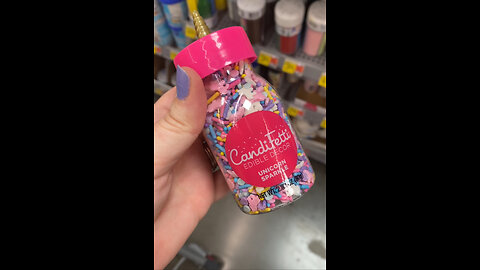 Candifetti
EDIBLE DECOR
UNICORN
SPARKLE